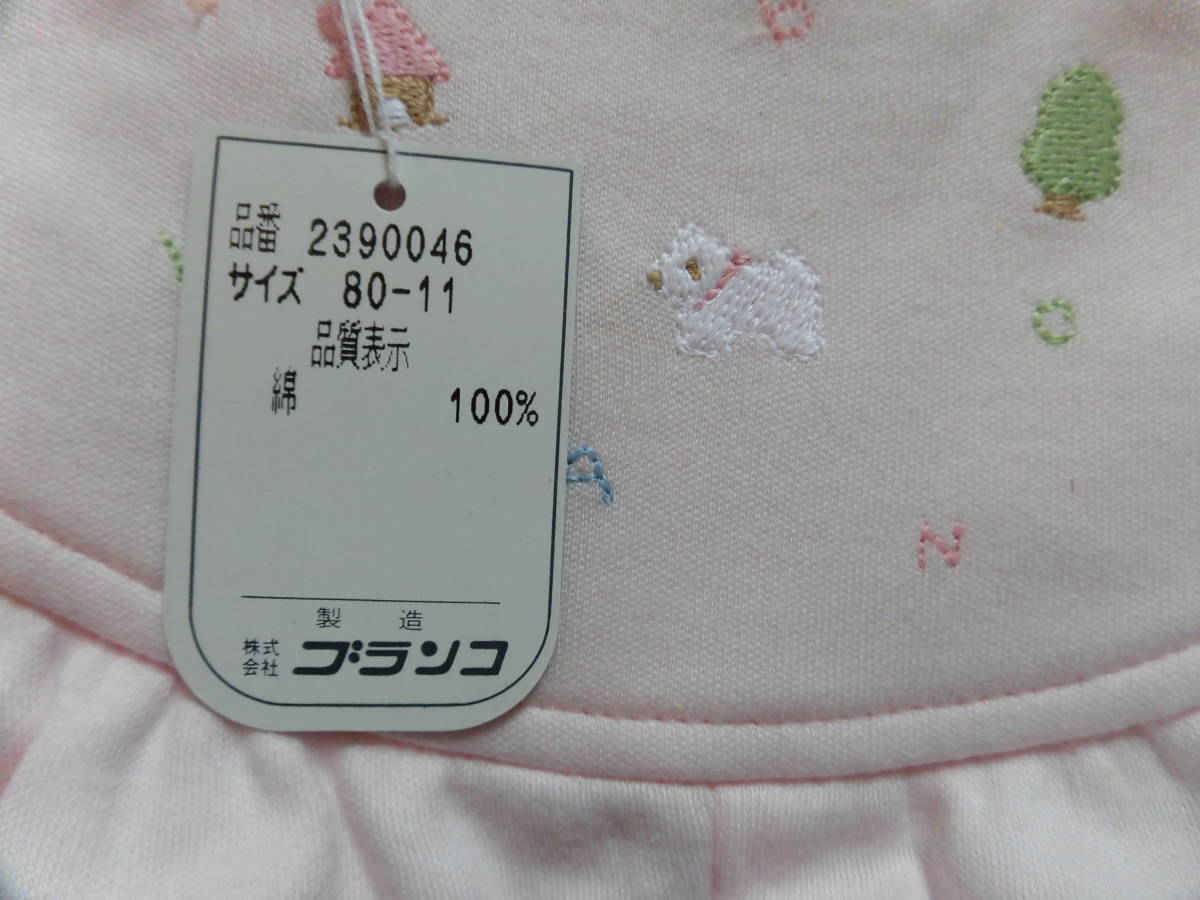 品番 2390046
サイズ 80-11
品質表示
綿 100%
製造
株式会社 ブランコ
A
N